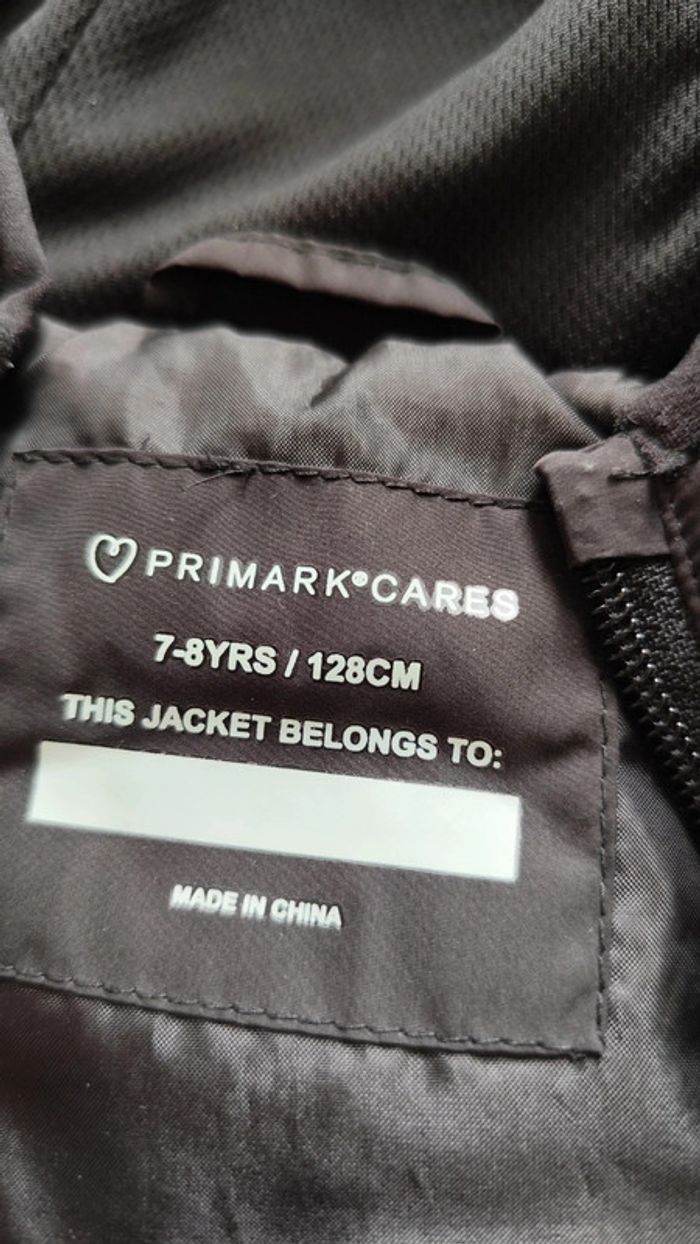 PRIMARK®CARES
7-8YRS / 128CM
THIS JACKET BELONGS TO:
MADE IN CHINA